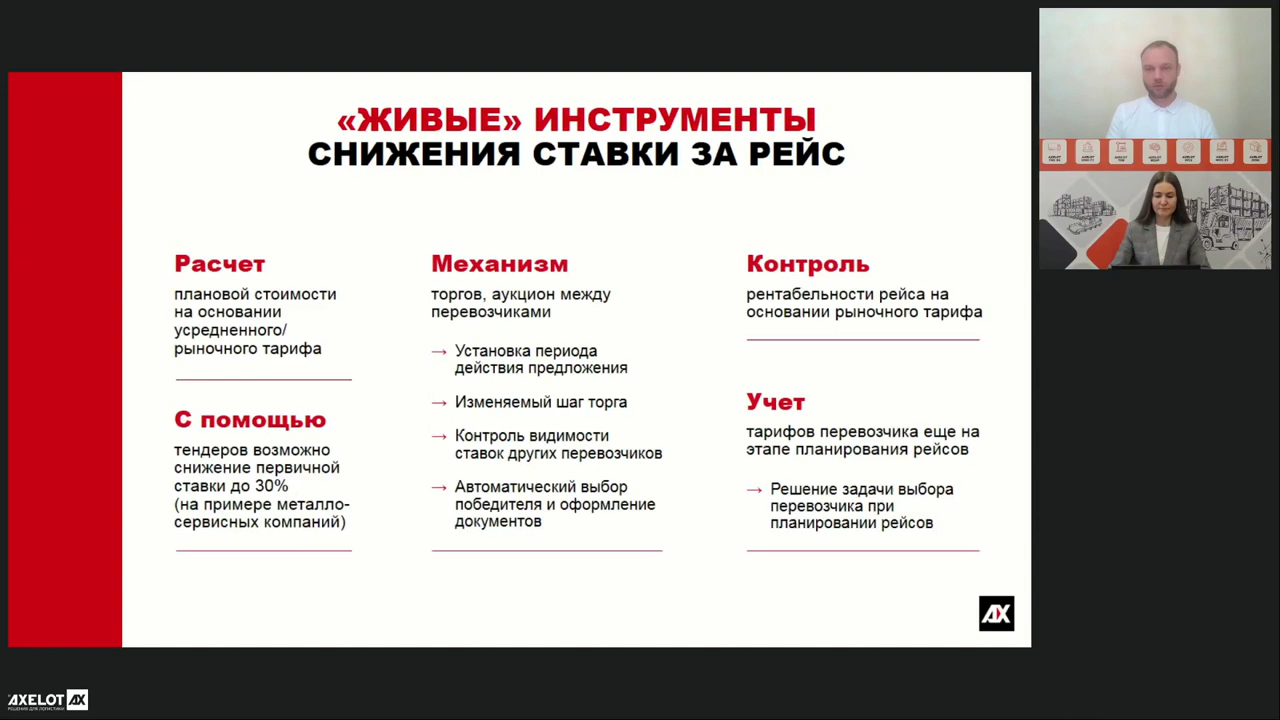 «ЖИВЫЕ» ИНСТРУМЕНТЫ
СНИЖЕНИЯ СТАВКИ ЗА РЕЙС
Расчет
плановой стоимости
на основании
усредненного/
рыночного тарифа
С помощью
тендеров возможно
снижение первичной
ставки до 30%
(на примере металло-
сервисных компаний)
Механизм
торгов, аукцион между
перевозчиками
→ Установка периода
действия предложения
→ Изменяемый шаг торга
→ Контроль видимости
ставок других перевозчиков
→ Автоматический выбор
победителя и оформление
документов
Контроль
рентабельности рейса на
основании рыночного тарифа
Учет
тарифов перевозчика еще на
этапе планирования рейсов
→ Решение задачи выбора
перевозчика при
планировании рейсов
AX
AXELOT AX
РЕШЕНИЯ ДЛЯ ЛОГИСТИКИ